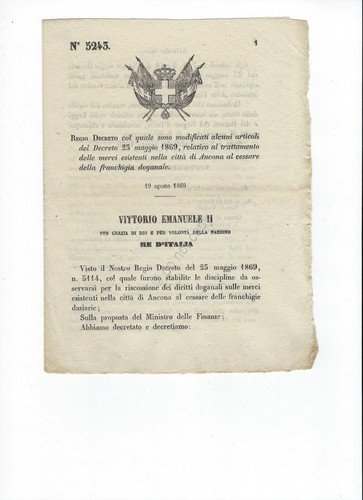 N° 5243.
1
REGIO DECRETO col quale sono modificati alcuni articoli
del Decreto 23 maggio 1869, relativo al trattamento
delle merci esistenti nella città di Ancona al cessare
della franchigia doganale.
19 agosto 1869
VITTORIO EMANUELE II
PER GRAZIA DI DIO E PER VOLONTÀ DELLA NAZIONE
RE D'ITALIA
Visto il Nostro Regio Decreto del 23 maggio 1869,
n. 5114, col quale furono stabilite le discipline da os-
servarsi per la riscossione dei diritti doganali sulle merci
esistenti nella città di Ancona al cessare delle franchigie
daziarie;
Sulla proposta del Ministro delle Finanze;
Abbiamo decretato e decretiamo: